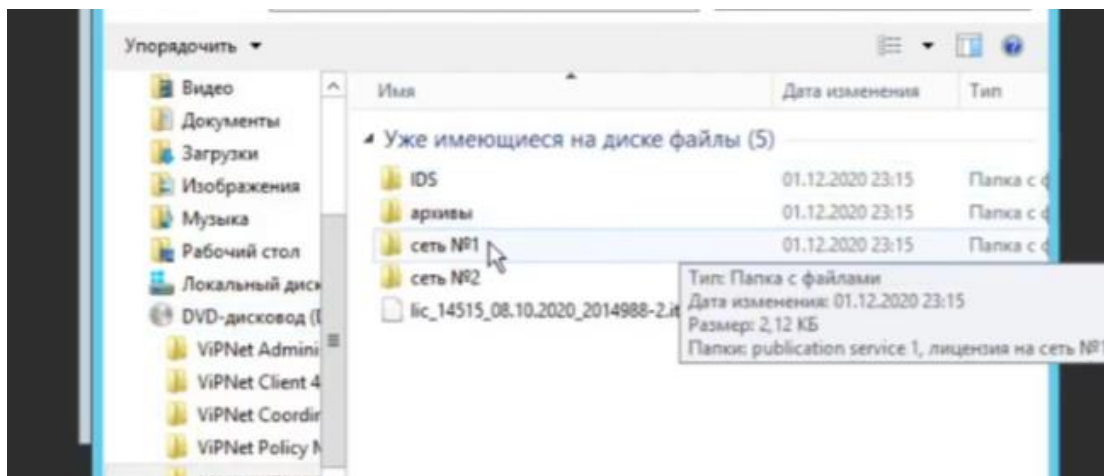 Упорядочить
Видео
Документы
Загрузки
Изображения
Музыка
Рабочий стол
Локальный диск
DVD-дисковод (
ViPNet Admini
ViPNet Client 4
ViPNet Coordin
ViPNet Policy
Имя Дата изменения Тип
Уже имеющиеся на диске файлы (5)
IDS 01.12.2020 23:15 Папка с ф
архивы 01.12.2020 23:15 Папка с ф
сеть №1 01.12.2020 23:15 Папка с ф
сеть №2
lic_14515_08.10.2020_2014988-2.it
Тип: Папка с файлами
Дата изменения: 01.12.2020 23:15
Размер: 2,12 КБ
Папки: publication service 1, лицензия на сеть №1